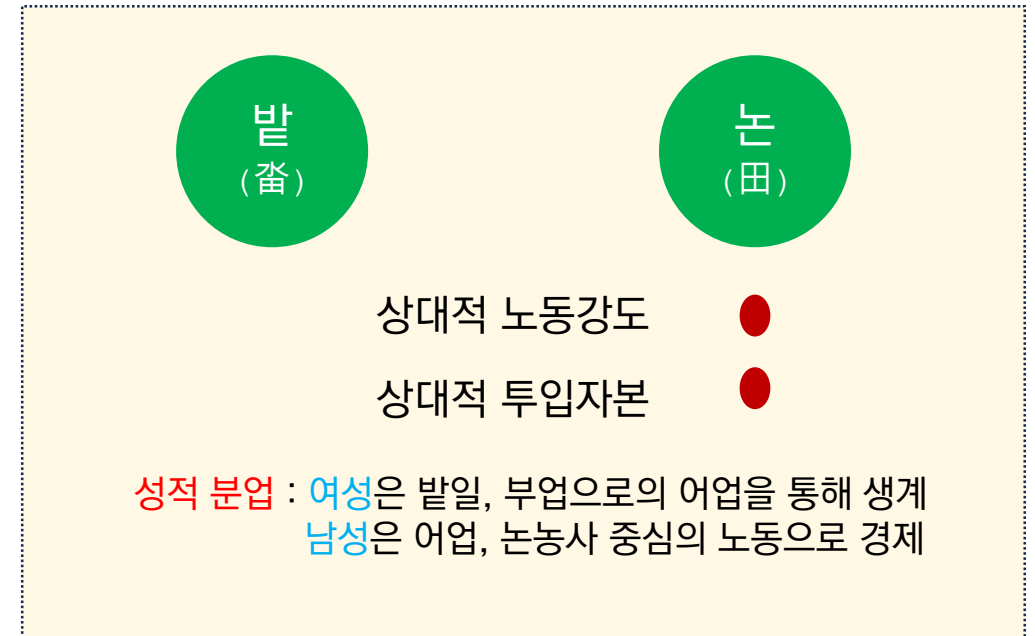 밭
(畓)
논
(田)
상대적 노동강도
상대적 투입자본
성적 분업 : 여성은 밭일, 부업으로의 어업을 통해 생계
남성은 어업, 논농사 중심의 노동으로 경제